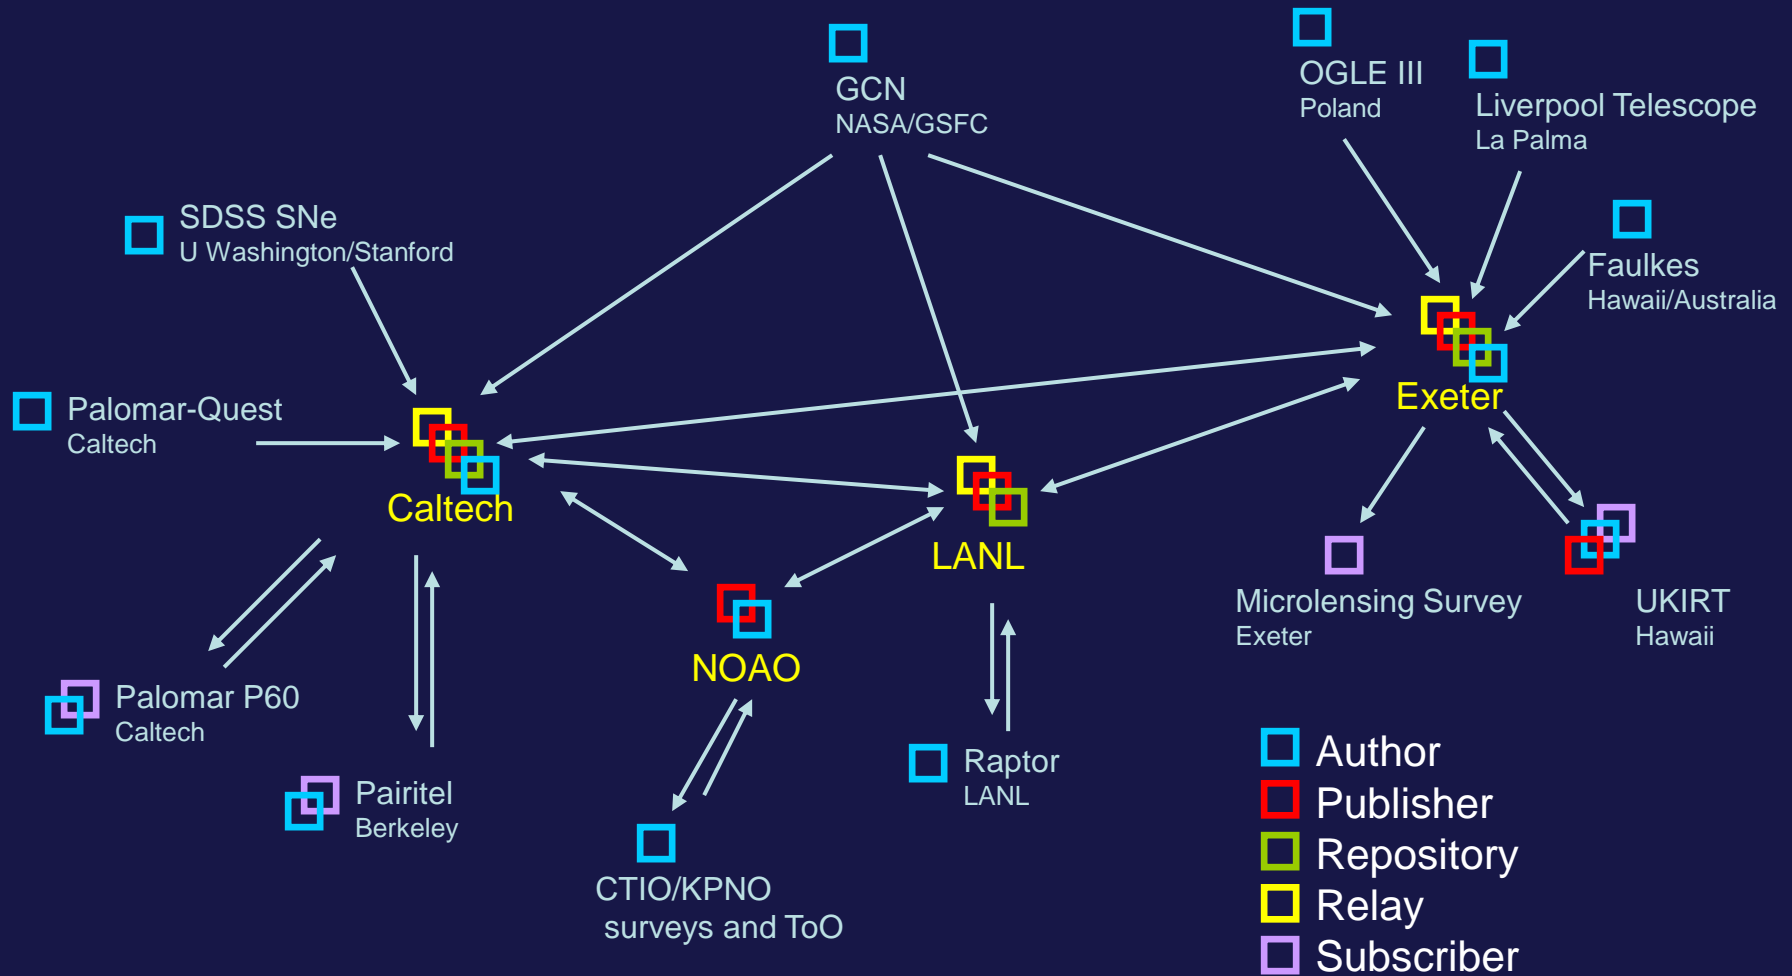 GCN
NASA/GSFC
OGLE III
Poland
Liverpool Telescope
La Palma
SDSS SNe
U Washington/Stanford
Faulkes
Hawaii/Australia
Palomar-Quest
Caltech
Exeter
Caltech
LANL
Microlensing Survey
Exeter
UKIRT
Hawaii
NOAO
Palomar P60
Caltech
Pairitel
Berkeley
Raptor
LANL
CTIO/KPNO
surveys and ToO
Author
Publisher
Repository
Relay
Subscriber